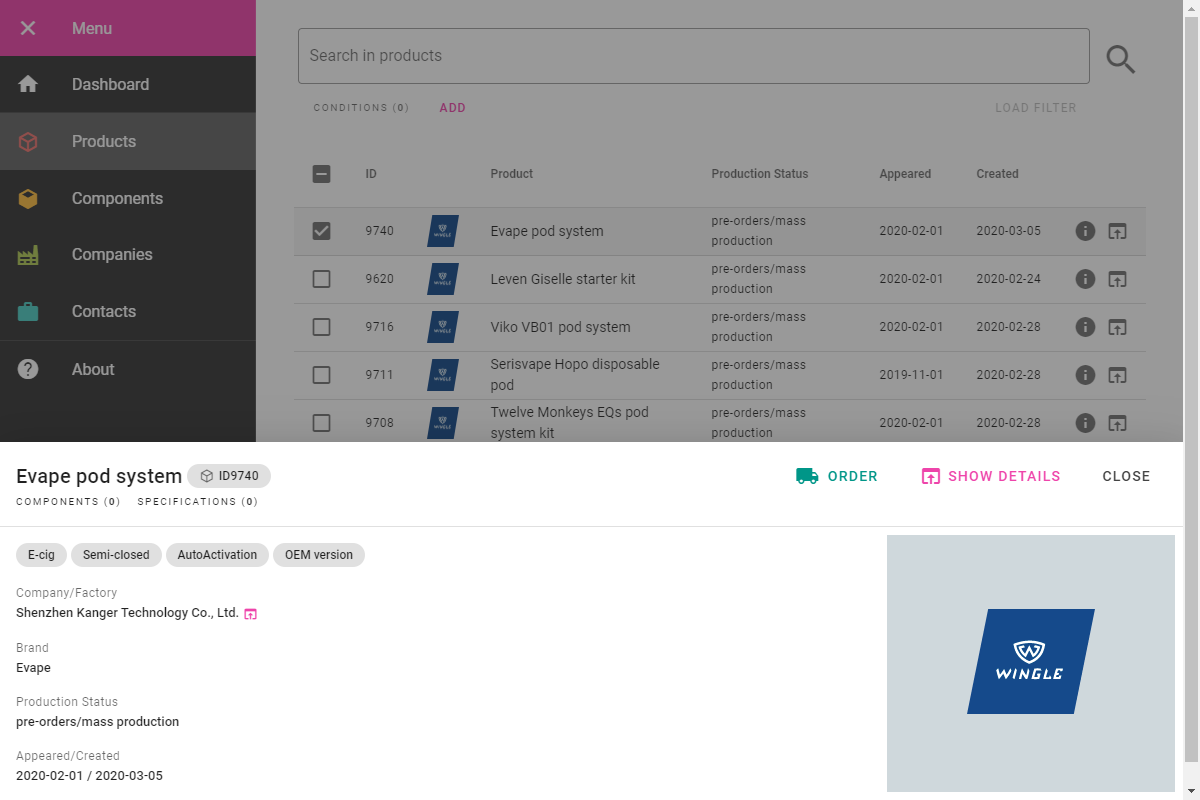 Menu
Dashboard
Products
Components
Companies
Contacts
About
Search in products
CONDITIONS (0) ADD LOAD FILTER
ID Product Production Status Appeared Created
9740 WINGLE Evape pod system pre-orders/mass production 2020-02-01 2020-03-05
9620 WINGLE Leven Giselle starter kit pre-orders/mass production 2020-02-01 2020-02-24
9716 WINGLE Viko VB01 pod system pre-orders/mass production 2020-02-01 2020-02-28
9711 WINGLE Serisvape Hopo disposable pod pre-orders/mass production 2019-11-01 2020-02-28
9708 WINGLE Twelve Monkeys EQs pod system kit pre-orders/mass production 2020-02-01 2020-02-28
Evape pod system ID9740 ORDER SHOW DETAILS CLOSE
COMPONENTS (0) SPECIFICATIONS (0)
E-cig Semi-closed AutoActivation OEM version
Company/Factory
Shenzhen Kanger Technology Co., Ltd.
Brand
Evape
Production Status
pre-orders/mass production
Appeared/Created
2020-02-01 / 2020-03-05
WINGLE